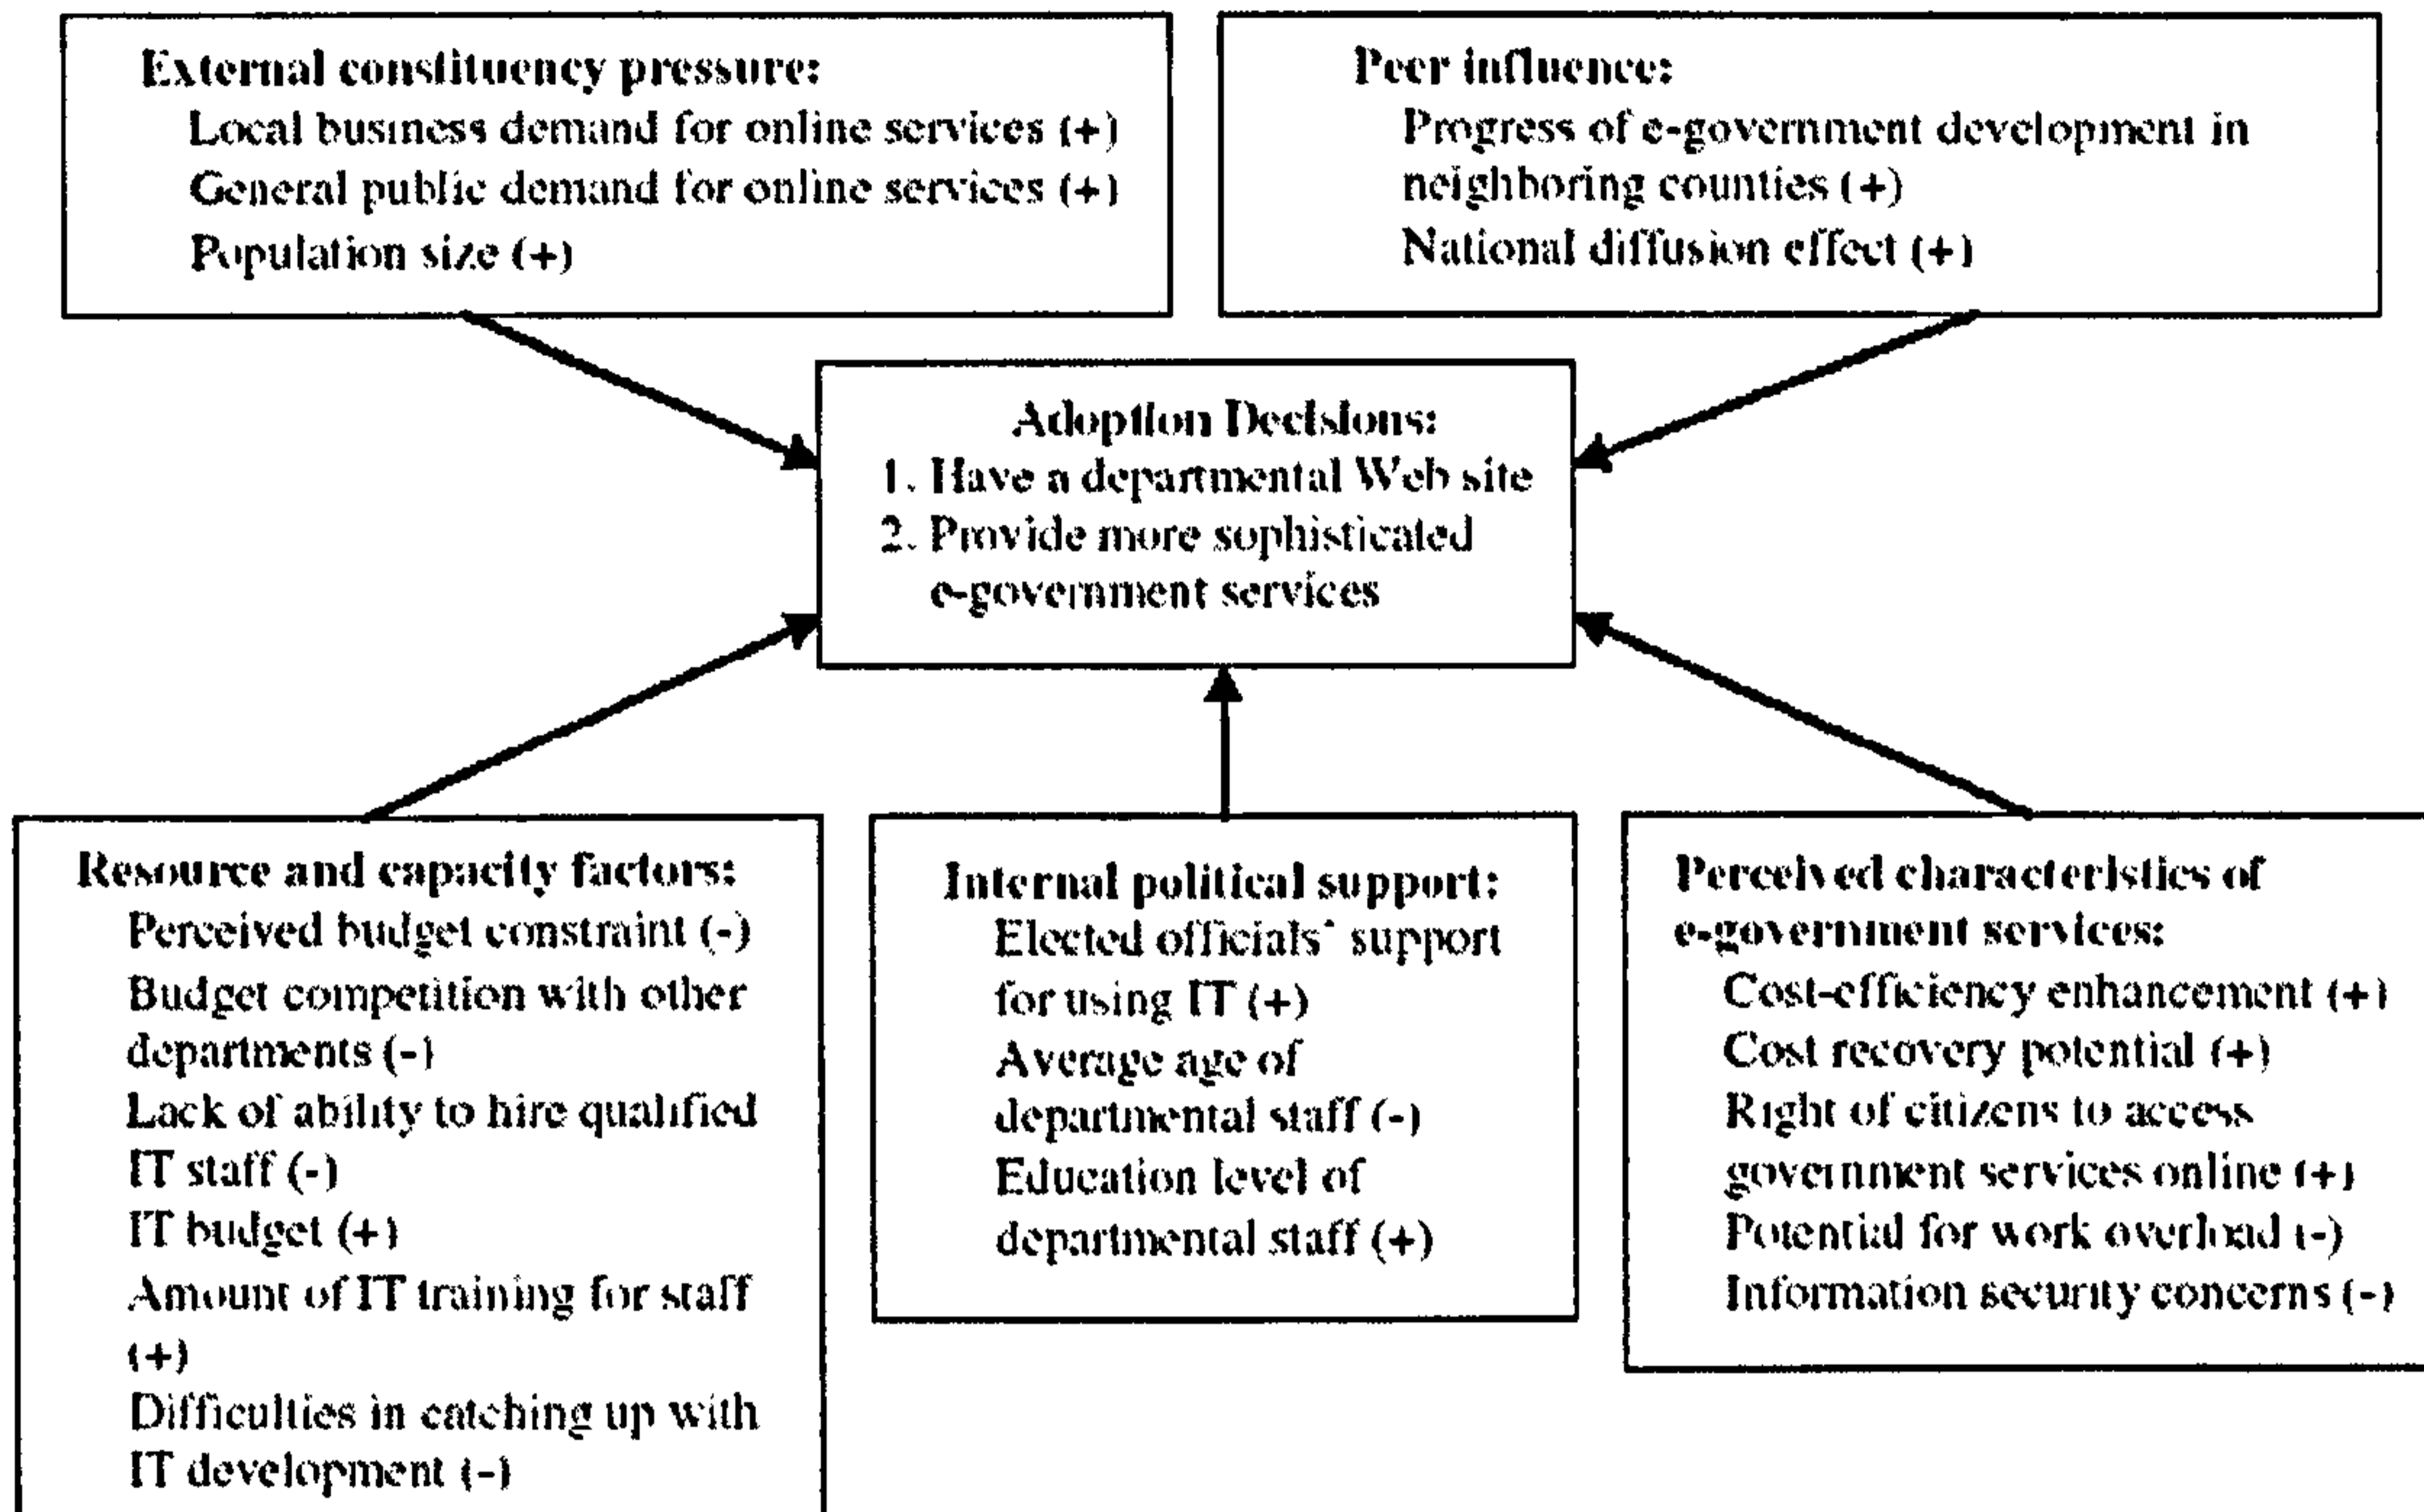 External constituency pressure:
Local business demand for online services (+)
General public demand for online services (+)
Population size (+)
Peer influence:
Progress of e-government development in
neighboring counties (+)
National diffusion effect (+)
Adoption Decisions:
1. Have a departmental Web site
2. Provide more sophisticated
e-government services
Resource and capacity factors:
Perceived budget constraint (-)
Budget competition with other
departments (-)
Lack of ability to hire qualified
IT staff (-)
IT budget (+)
Amount of IT training for staff
(+)
Difficulties in catching up with
IT development (-)
Internal political support:
Elected officials' support
for using IT (+)
Average age of
departmental staff (-)
Education level of
departmental staff (+)
Perceived characteristics of
e-government services:
Cost-efficiency enhancement (+)
Cost recovery potential (+)
Right of citizens to access
government services online (+)
Potential for work overload (-)
Information security concerns (-)